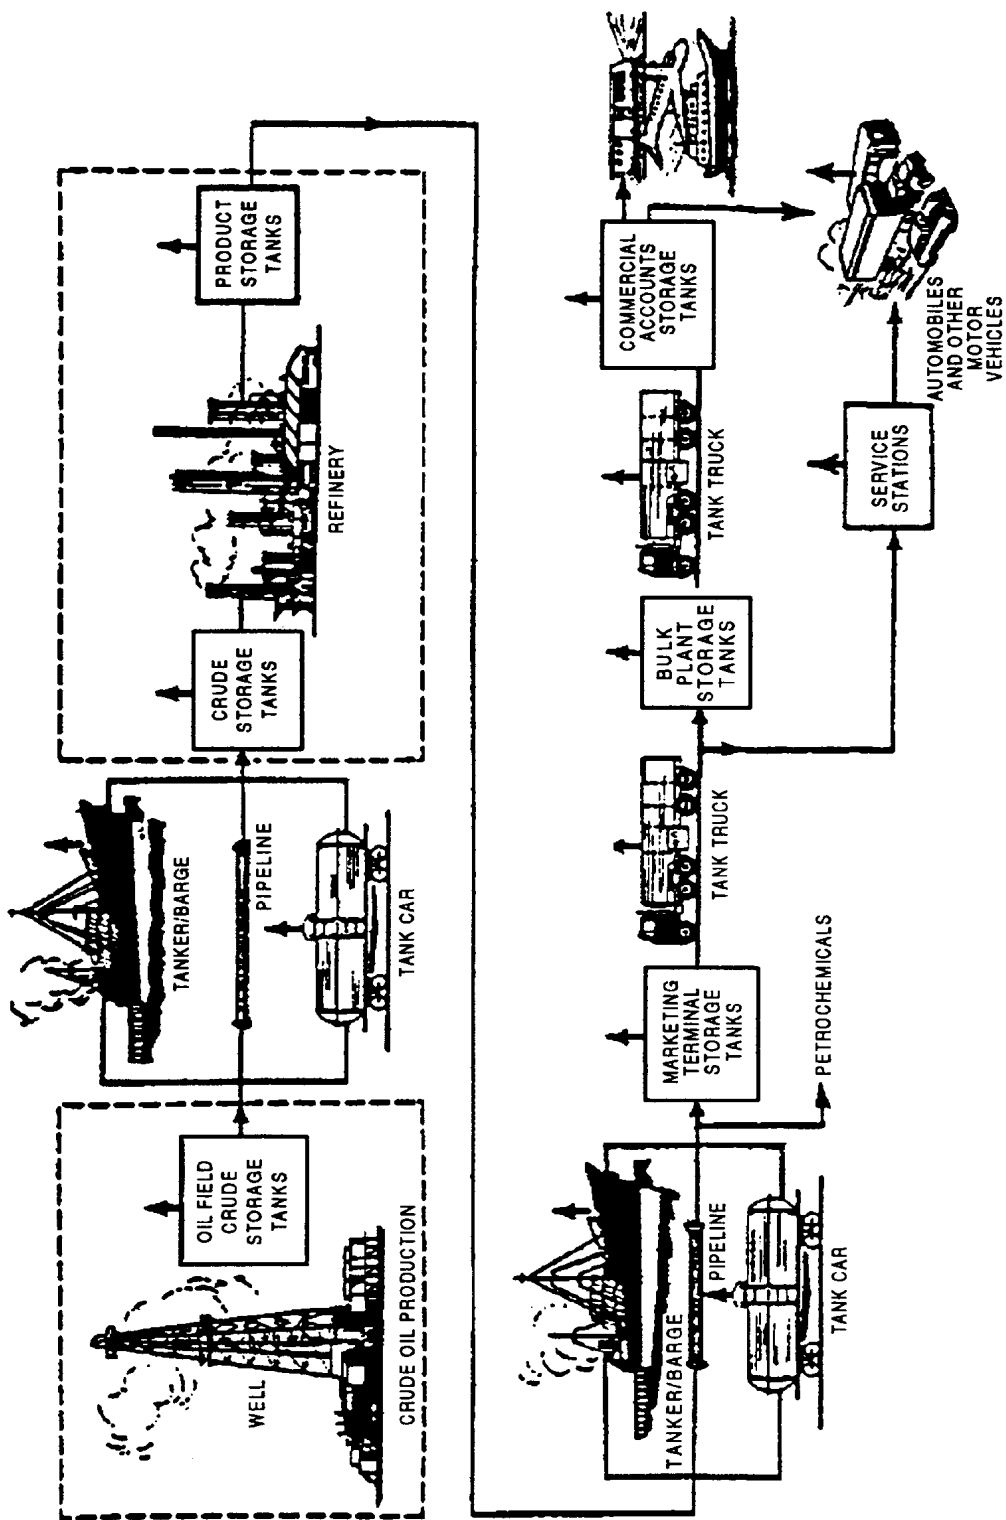 WELL
OIL FIELD
CRUDE
STORAGE
TANKS
CRUDE OIL PRODUCTION
TANKER/BARGE
PIPELINE
TANK CAR
CRUDE
STORAGE
TANKS
REFINERY
PRODUCT
STORAGE
TANKS
TANKER/BARGE
PIPELINE
TANK CAR
PETROCHEMICALS
MARKETING
TERMINAL
STORAGE
TANKS
TANK TRUCK
BULK
PLANT
STORAGE
TANKS
TANK TRUCK
COMMERCIAL
ACCOUNTS
STORAGE
TANKS
SERVICE
STATIONS
AUTOMOBILES
AND OTHER
MOTOR
VEHICLES